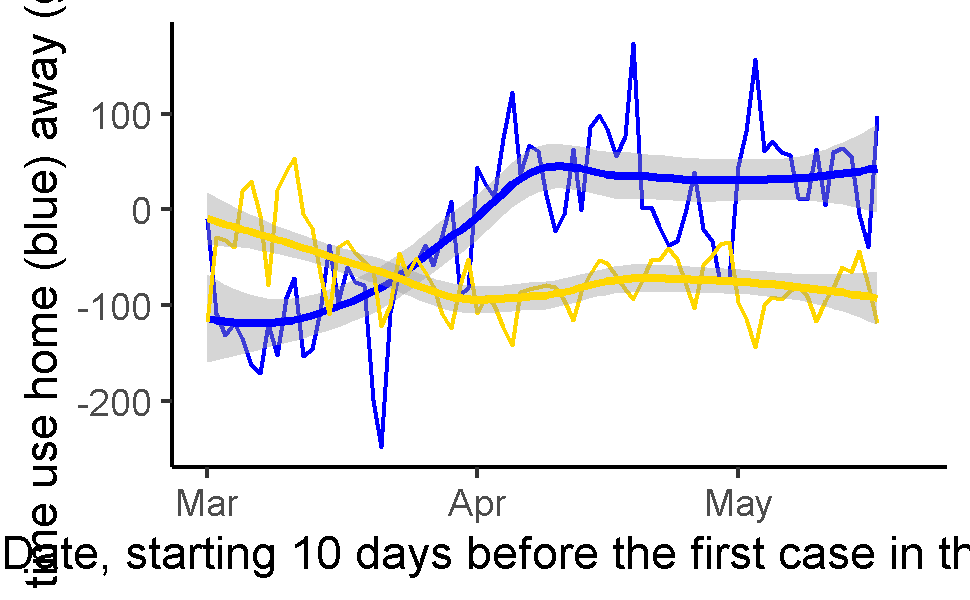 time use home (blue) away (
100
0
-100
-200
Mar Apr May
Date, starting 10 days before the first case in th